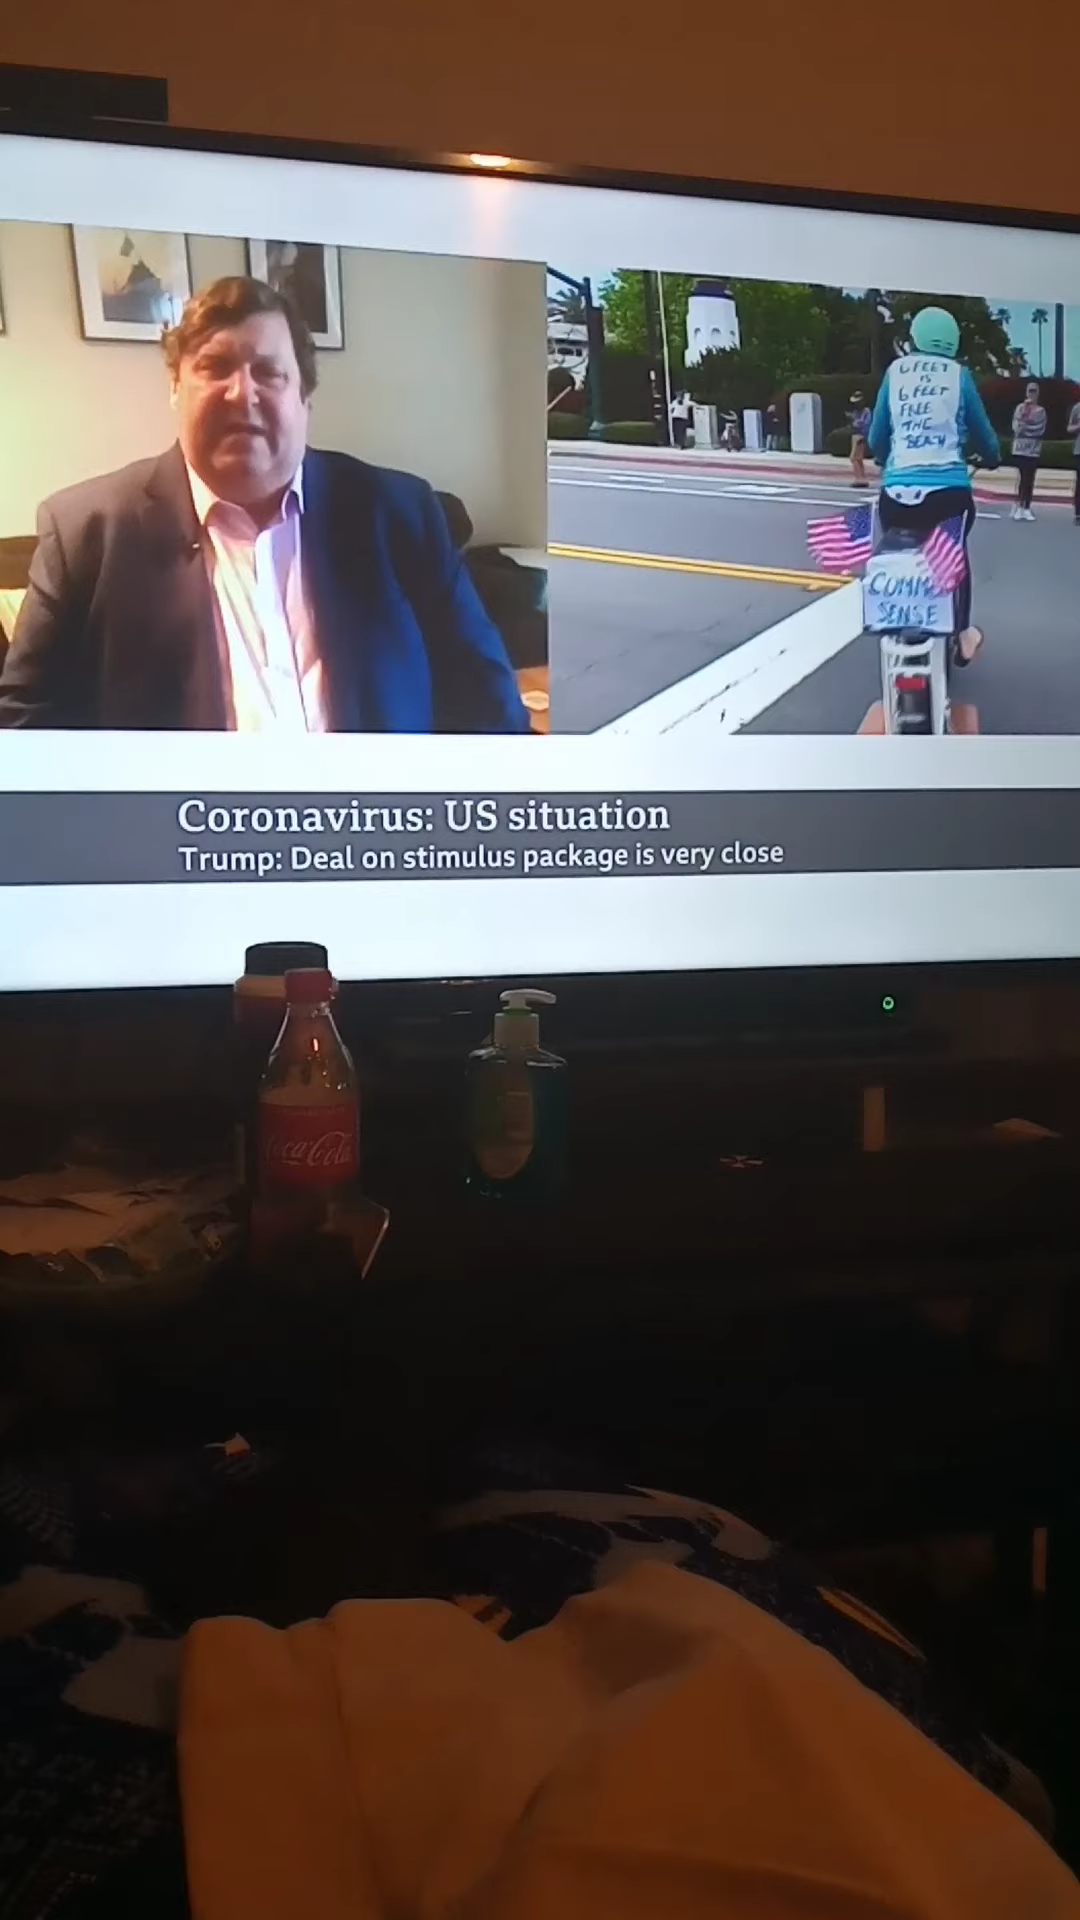 6 FEET
IS
6 FEET
FREE
THE
BEACH
COMM
SENSE
Coronavirus: US situation
Trump: Deal on stimulus package is very close
Coca-Cola